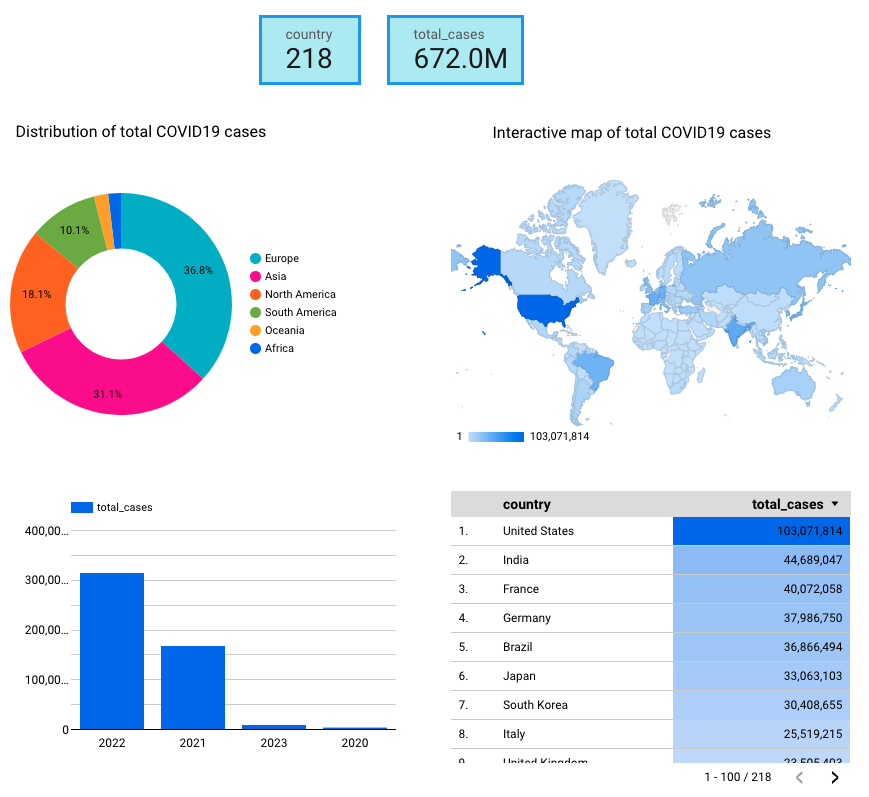 country
218
total_cases
672.0M
Distribution of total COVID19 cases
36.8%
31.1%
18.1%
10.1%
Europe
Asia
North America
South America
Oceania
Africa
Interactive map of total COVID19 cases
1
103,071,814
total_cases
400,00...
300,00...
200,00...
100,00...
0
2022 2021 2023 2020
country total_cases
1. United States 103,071,814
2. India 44,689,047
3. France 40,072,058
4. Germany 37,986,750
5. Brazil 36,866,494
6. Japan 33,063,103
7. South Korea 30,408,655
8. Italy 25,519,215
9. United Kingdom
1 - 100 / 218